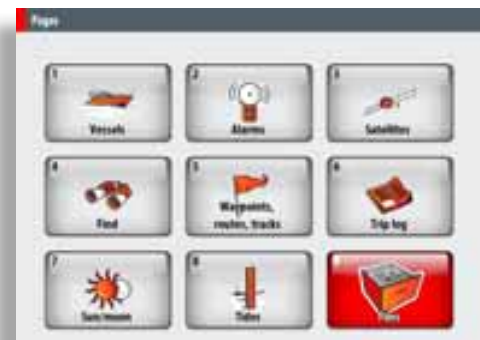 Pages
1
Vessels
2
Alarms
3
Satellites
4
Find
5
Waypoints,
routes, tracks
6
Trip log
7
Sun/moon
8
Tides
Files